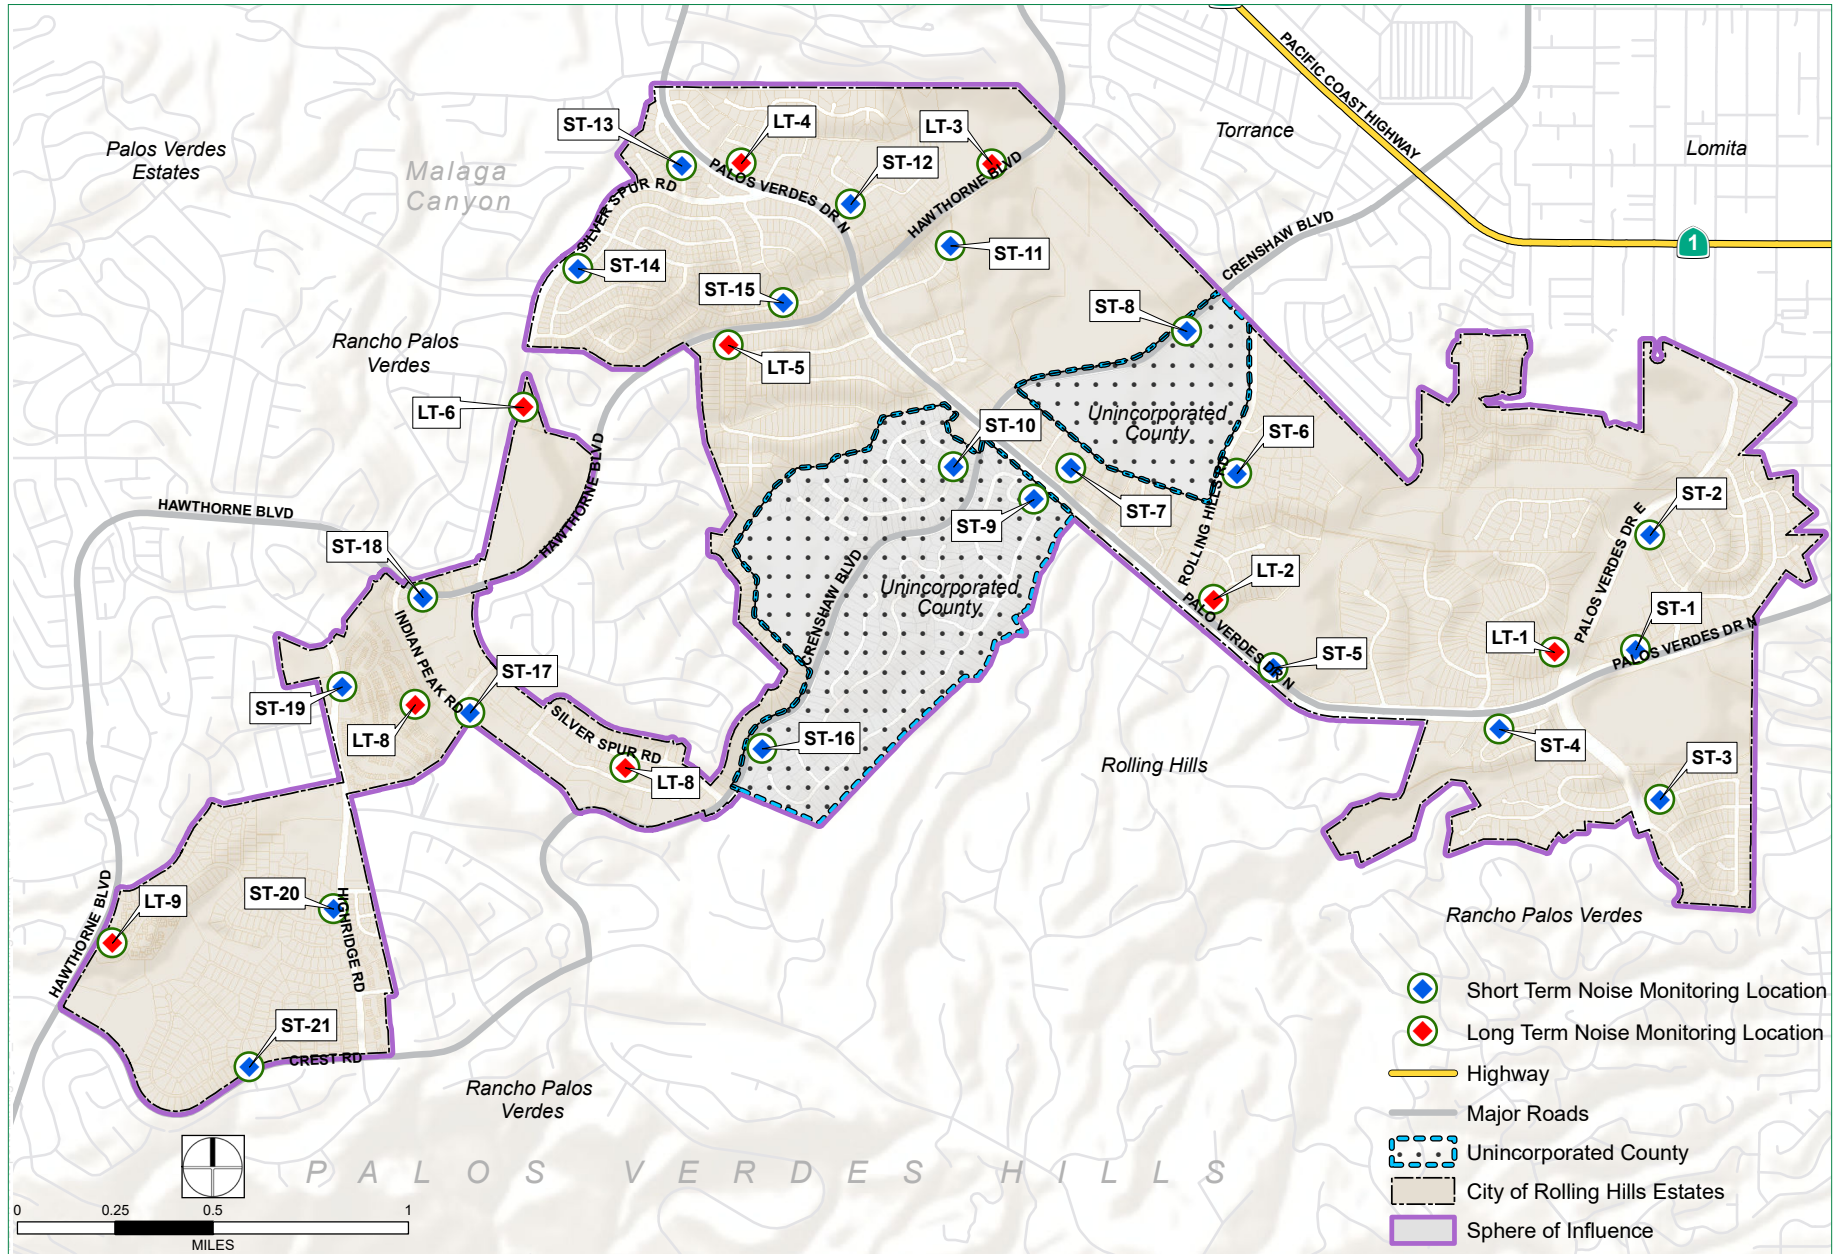 PACIFIC COAST HIGHWAY
Torrance
Lomita
1
Palos Verdes
Estates
Malaga
Canyon
ST-13
LT-4
LT-3
ST-12
PALOS VERDES DR N
SILVER SPUR RD
HAWTHORNE BLVD
CRENSHAW BLVD
ST-14
ST-11
ST-15
ST-8
Rancho Palos
Verdes
LT-5
LT-6
Unincorporated
County
ST-10
ST-6
ST-7
ST-9
ROLLING HILLS RD
HAWTHORNE BLVD
HAWTHORNE BLVD
ST-18
ST-2
PALOS VERDES DR E
LT-2
CRENSHAW BLVD
Unincorporated
County
PALO VERDES DR N
ST-1
LT-1
PALOS VERDES DR N
ST-5
INDIAN PEAK RD
ST-17
ST-19
LT-8
SILVER SPUR RD
LT-8
ST-16
Rolling Hills
ST-4
ST-3
HAWTHORNE BLVD
LT-9
ST-20
HIGHRIDGE RD
Rancho Palos Verdes
ST-21
CREST RD
Rancho Palos
Verdes
PALOS VERDES HILLS
Short Term Noise Monitoring Location
Long Term Noise Monitoring Location
Highway
Major Roads
Unincorporated County
City of Rolling Hills Estates
Sphere of Influence
0 0.25 0.5 1
MILES